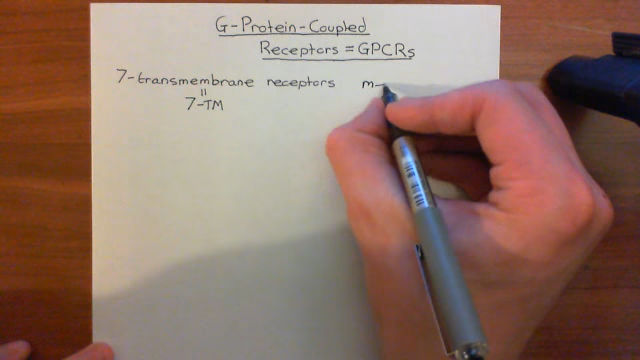 G-Protein-Coupled
Receptors = GPCRs
7-transmembrane receptors m-
=
7-TM